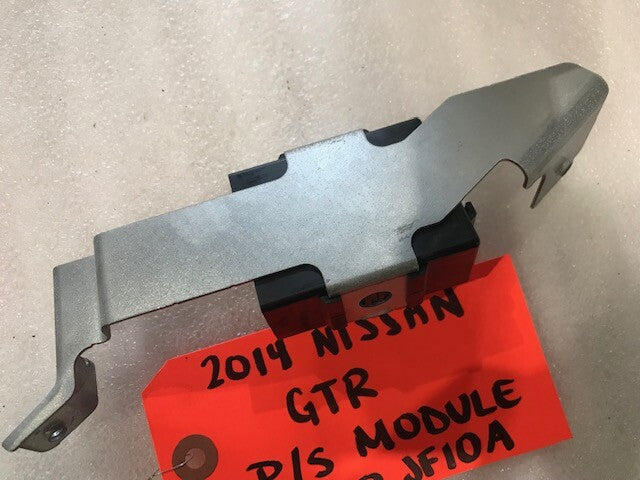 2014 NISSAN
GTR
P/S MODULE
JF10A